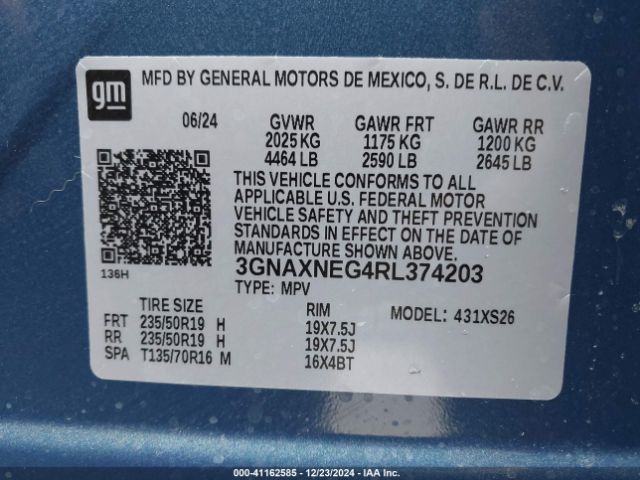 gm
MFD BY GENERAL MOTORS DE MEXICO, S. DE R.L. DE C.V.
06/24 GVWR GAWR FRT GAWR RR
2025 KG 1175 KG 1200 KG
4464 LB 2590 LB 2645 LB
THIS VEHICLE CONFORMS TO ALL
APPLICABLE U.S. FEDERAL MOTOR
VEHICLE SAFETY AND THEFT PREVENTION
STANDARDS IN EFFECT ON THE DATE OF
MANUFACTURE SHOWN ABOVE.
136H 3GNAXNEG4RL374203
TYPE: MPV
TIRE SIZE RIM MODEL: 431XS26
FRT 235/50R19 H 19X7.5J
RR 235/50R19 H 19X7.5J
SPA T135/70R16 M 16X4BT
000-41162585 - 12/23/2024 - IAAI.COM